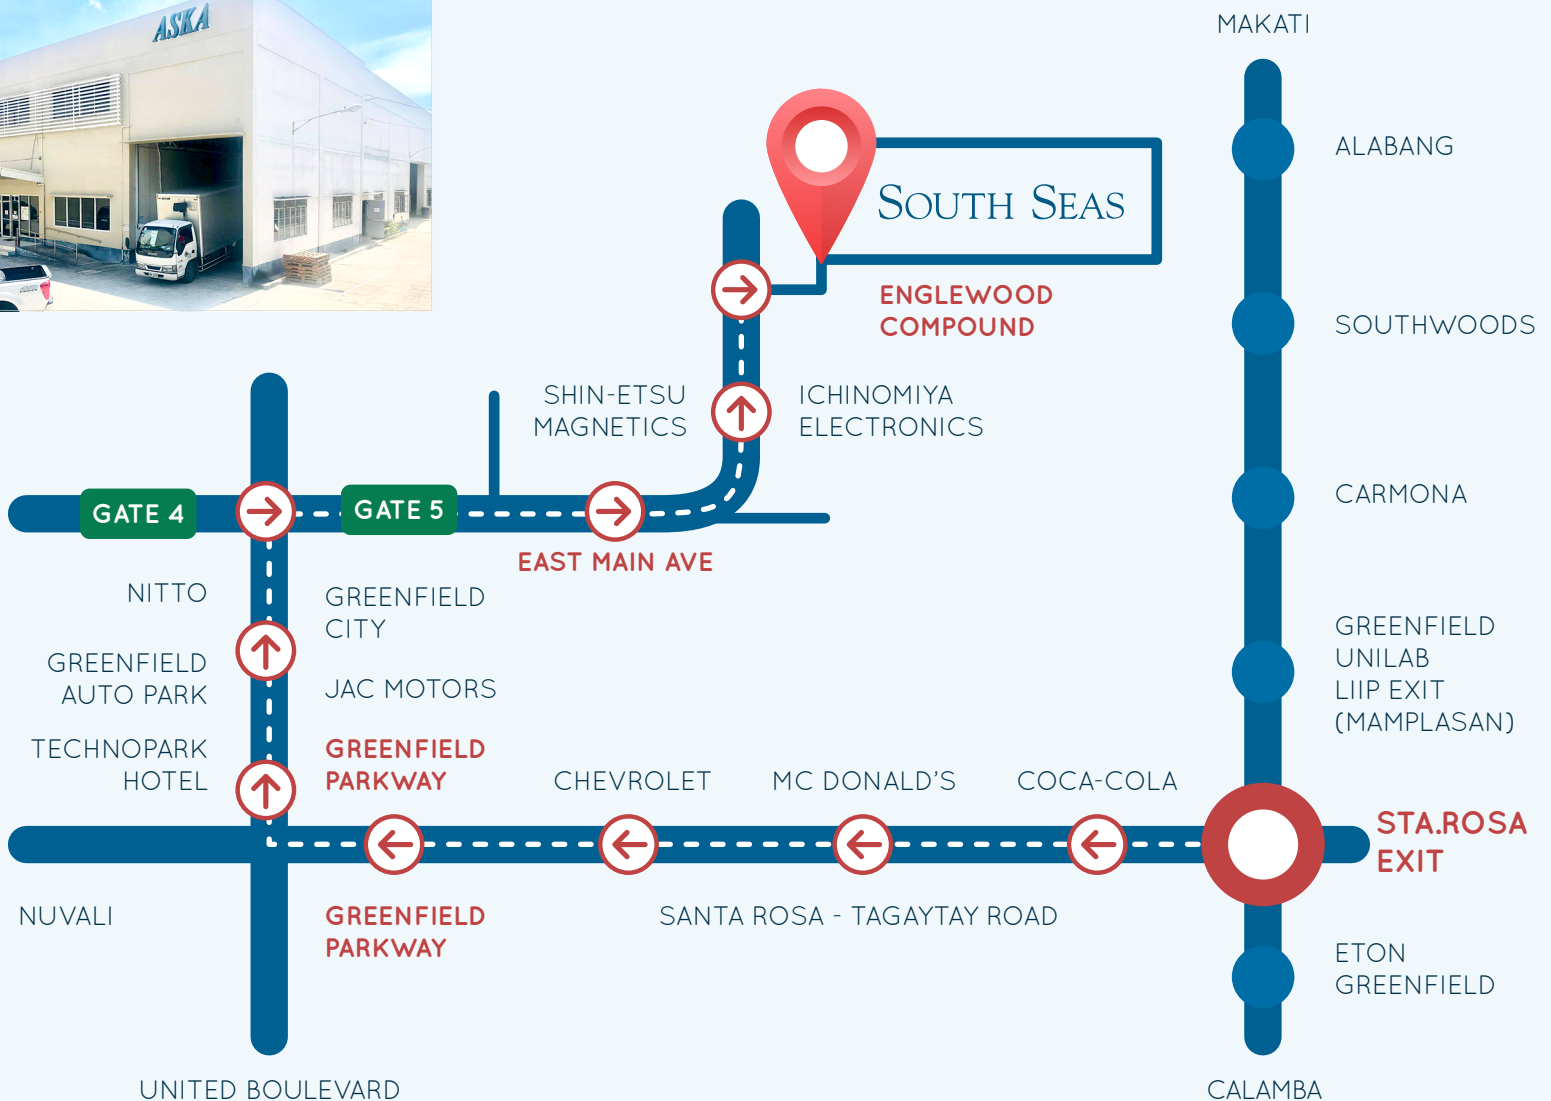 ASKA
MAKATI
ALABANG
SOUTH SEAS
ENGLEWOOD
COMPOUND
SOUTHWOODS
SHIN-ETSU
MAGNETICS
ICHINOMIYA
ELECTRONICS
CARMONA
GATE 4
GATE 5
EAST MAIN AVE
NITTO
GREENFIELD
CITY
GREENFIELD
AUTO PARK
JAC MOTORS
GREENFIELD
UNILAB
LIIP EXIT
(MAMPLASAN)
TECHNOPARK
HOTEL
GREENFIELD
PARKWAY
CHEVROLET
MC DONALD'S
COCA-COLA
STA.ROSA
EXIT
NUVALI
GREENFIELD
PARKWAY
SANTA ROSA - TAGAYTAY ROAD
ETON
GREENFIELD
UNITED BOULEVARD
CALAMBA